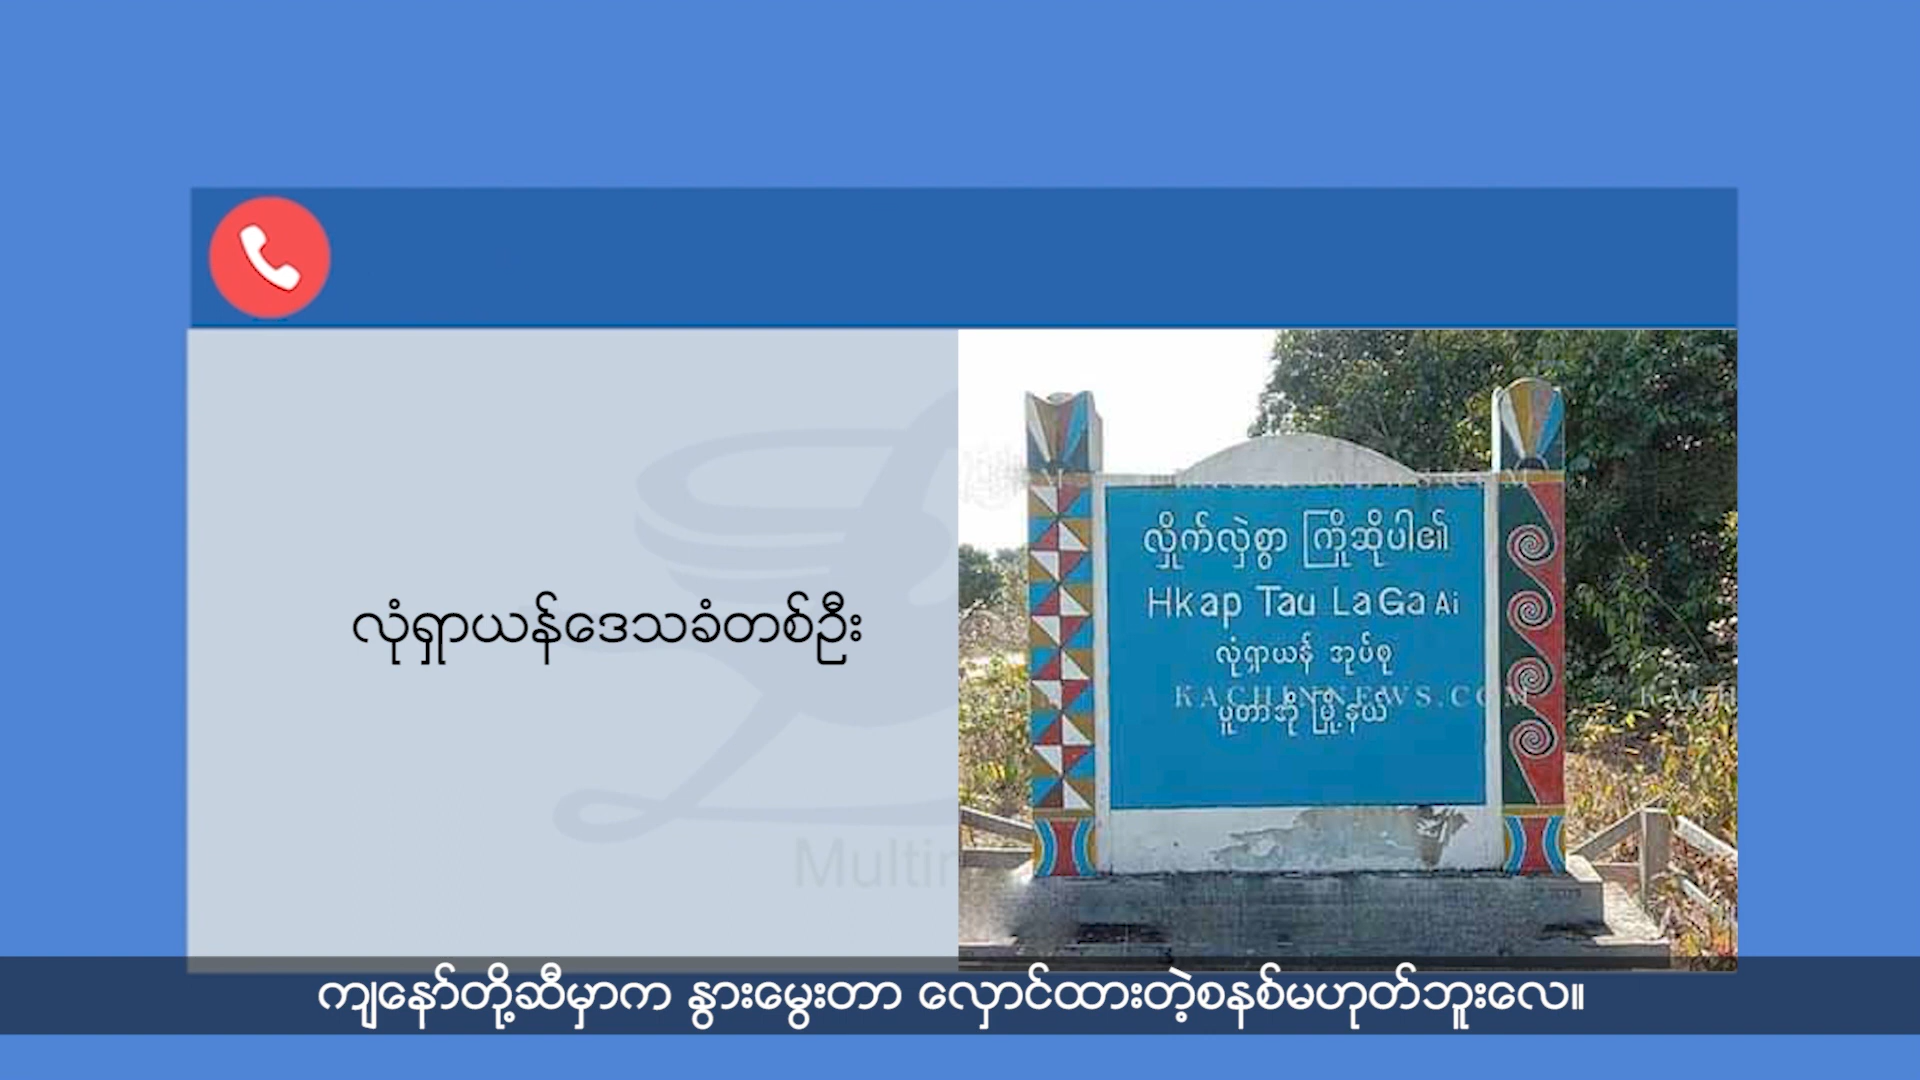 လုံရှာယန်ဒေသခံတစ်ဦး
လှိုက်လှဲစွာ ကြိုဆိုပါ၏
Hkap Tau La Ga Ai
လုံရှာယန် အုပ်စု
KACHINNEWS.COM
ပူတာအို မြို့နယ်
ကျနော်တို့ဆီမှာက နွားမွေးတာ လှောင်ထားတဲ့စနစ်မဟုတ်ဘူးလေ။